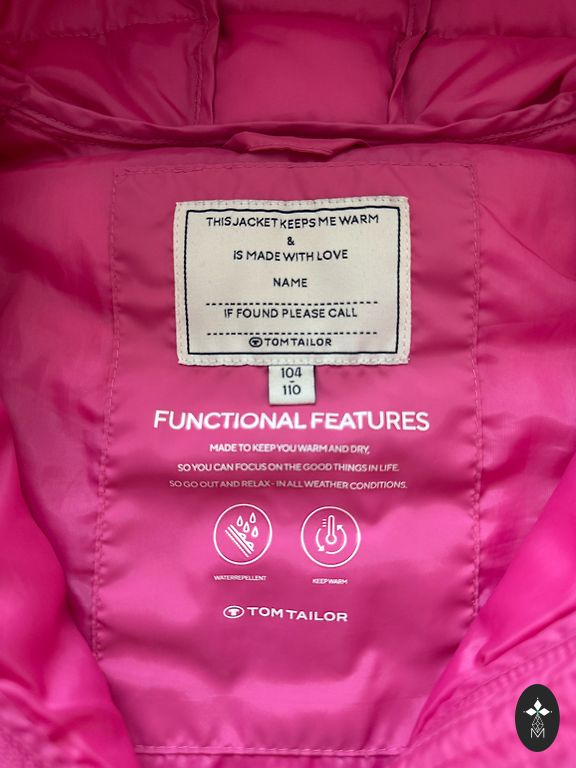 THIS JACKET KEEPS ME WARM
&
IS MADE WITH LOVE
NAME
IF FOUND PLEASE CALL
TOM TAILOR
104
-
110
FUNCTIONAL FEATURES
MADE TO KEEP YOU WARM AND DRY,
SO YOU CAN FOCUS ON THE GOOD THINGS IN LIFE.
SO GO OUT AND RELAX - IN ALL WEATHER CONDITIONS.
WATERREPELLENT
KEEP WARM
TOM TAILOR